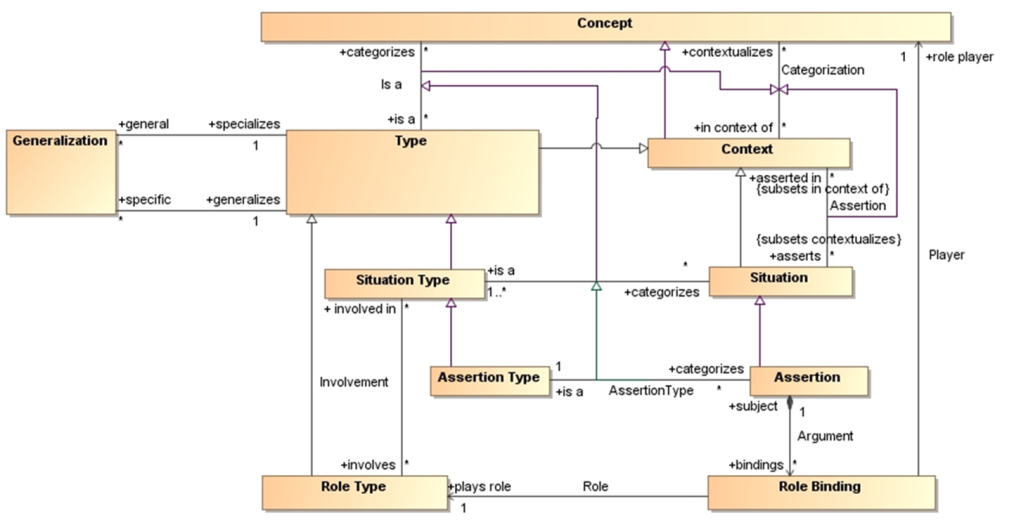 Concept
+categorizes *
+contextualizes *
1 +role player
Categorization
Is a
+is a *
+in context of *
+general +specializes
* 1
Generalization
Type
Context
+asserted in *
{subsets in context of}
Assertion
+specific +generalizes
* 1
{subsets contextualizes}
+asserts *
Player
Situation Type
+is a
1..*
*
+categorizes
Situation
+ involved in *
Assertion Type
1
+is a
AssertionType
+categorizes
*
Assertion
Involvement
+subject 1
Argument
+involves *
+bindings *
Role Type
+plays role
1
Role
Role Binding